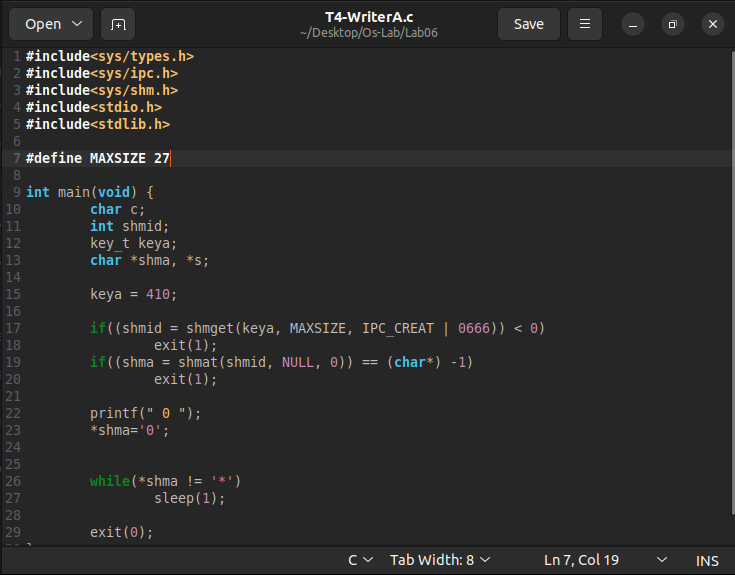 Open
T4-WriterA.c
~/Desktop/Os-Lab/Lab06
Save
1 #include<sys/types.h>
2 #include<sys/ipc.h>
3 #include<sys/shm.h>
4 #include<stdio.h>
5 #include<stdlib.h>
6
7 #define MAXSIZE 27
8
9 int main(void) {
10 char c;
11 int shmid;
12 key_t keya;
13 char *shma, *s;
14
15 keya = 410;
16
17 if((shmid = shmget(keya, MAXSIZE, IPC_CREAT | 0666)) < 0)
18 exit(1);
19 if((shma = shmat(shmid, NULL, 0)) == (char*) -1)
20 exit(1);
21
22 printf(" 0 ");
23 *shma='0';
24
25
26 while(*shma != '*')
27 sleep(1);
28
29 exit(0);
C Tab Width: 8 Ln 7, Col 19 INS